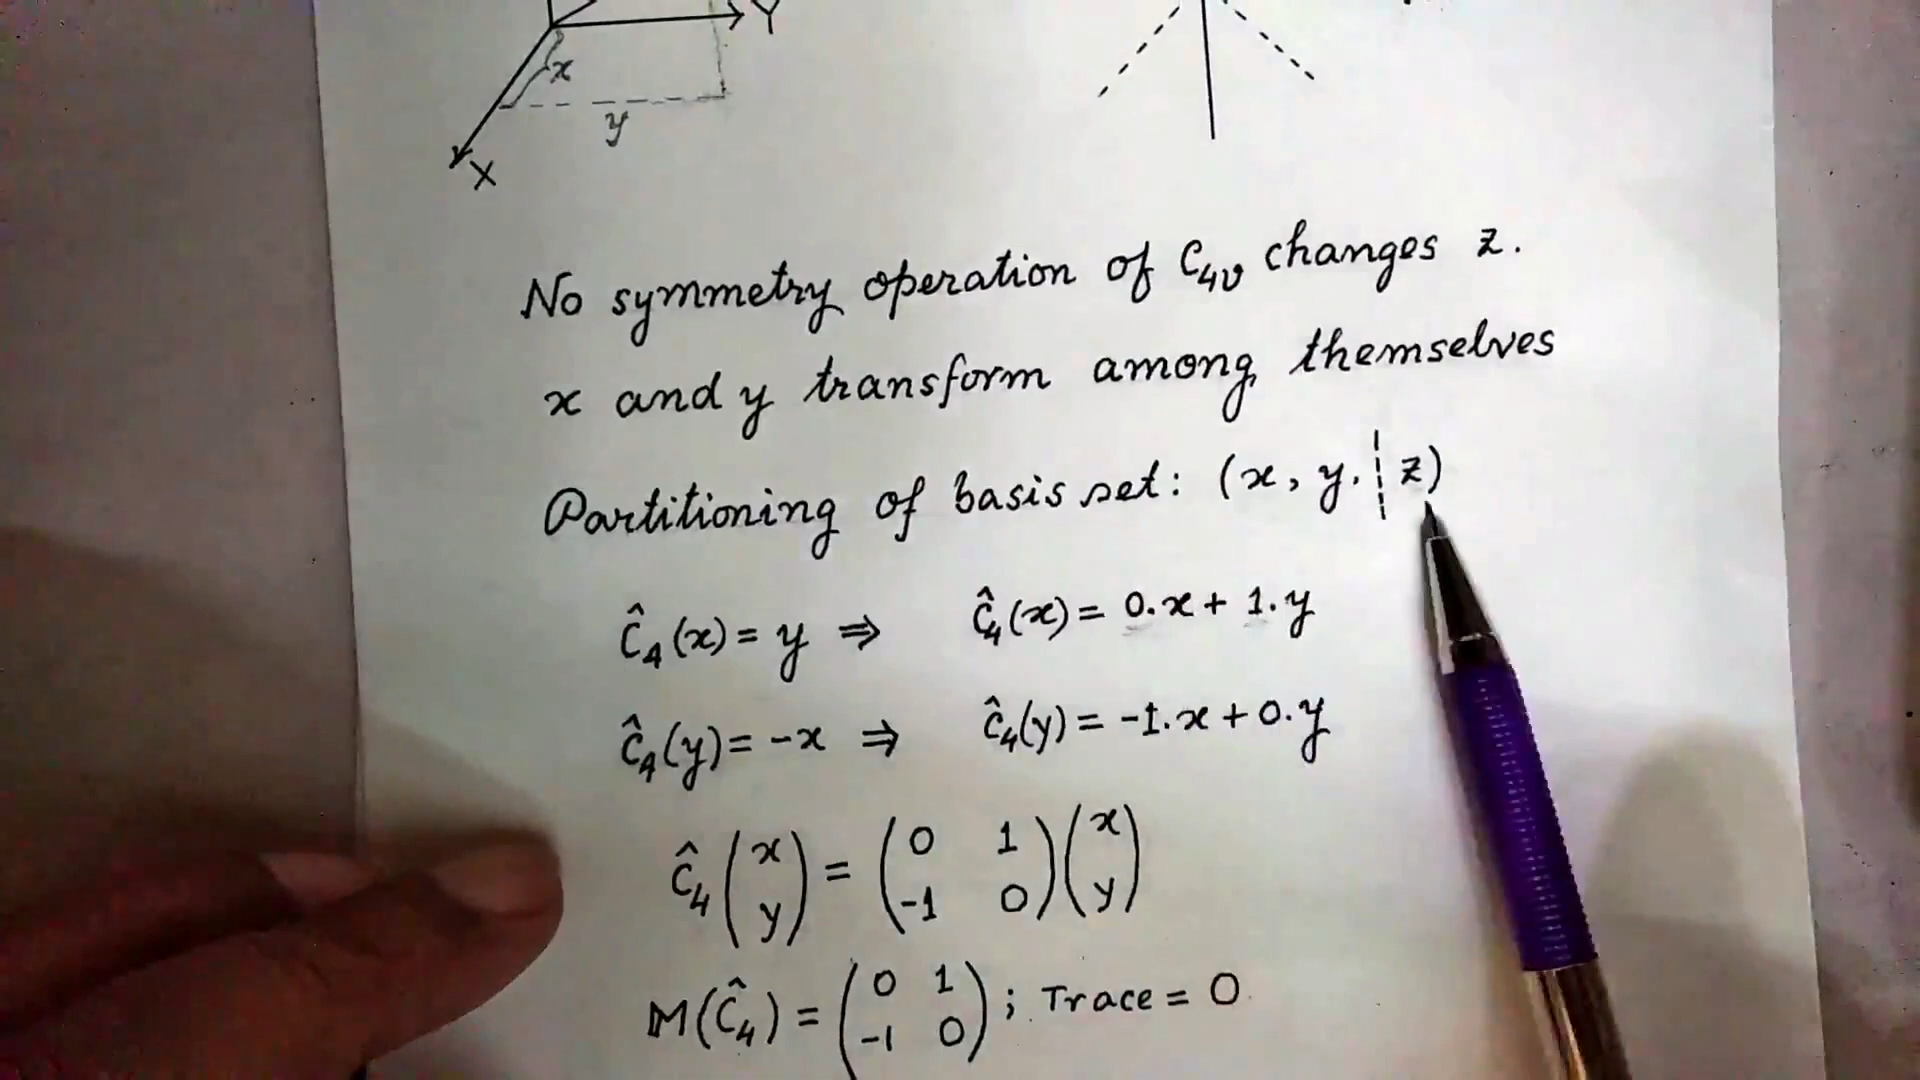 Y
x
y
X
No symmetry operation of C₄ᵥ changes z.
x and y transform among themselves
Partitioning of basis set: (x, y. ¦ z)
Ĉ₄(x) = y ⇒ Ĉ₄(x) = 0.x + 1.y
Ĉ₄(y) = -x ⇒ Ĉ₄(y) = -1.x + 0.y
Ĉ₄ (x y) = (0 1 -1 0) (x y)
M(Ĉ₄) = (0 1 -1 0) ; Trace = 0